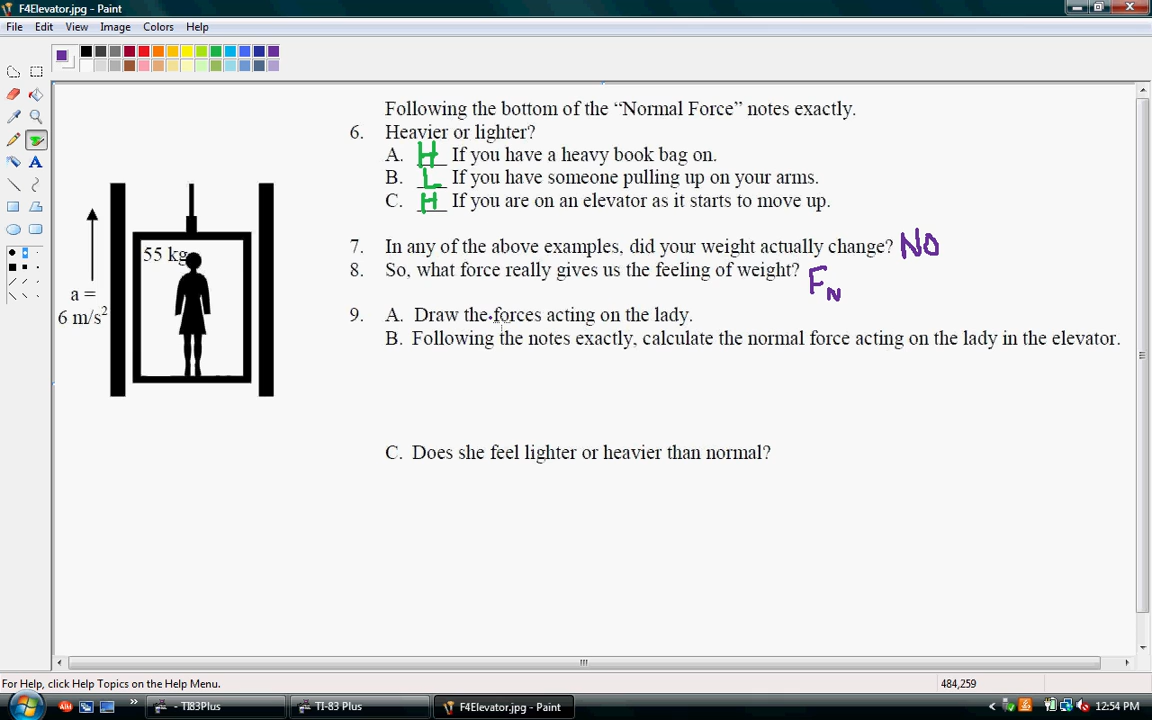 F4Elevator.jpg - Paint
File Edit View Image Colors Help
Following the bottom of the “Normal Force” notes exactly.
6. Heavier or lighter?
A. H If you have a heavy book bag on.
B. L If you have someone pulling up on your arms.
C. H If you are on an elevator as it starts to move up.
7. In any of the above examples, did your weight actually change? NO
8. So, what force really gives us the feeling of weight? FN
9. A. Draw the forces acting on the lady.
B. Following the notes exactly, calculate the normal force acting on the lady in the elevator.
C. Does she feel lighter or heavier than normal?
55 kg
a =
6 m/s²
For Help, click Help Topics on the Help Menu.
484,259
- TI83Plus
TI-83 Plus
F4Elevator.jpg - Paint
12:54 PM